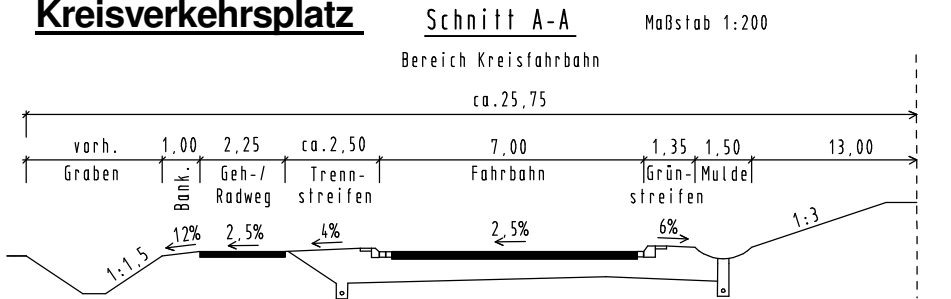 Kreisverkehrsplatz Schnitt A-A Maßstab 1:200
Bereich Kreisfahrbahn
ca.25,75
vorh. 1,00 2,25 ca.2,50 7,00 1,35 1,50 13,00
Graben Bank. Geh-/ Trenn- Fahrbahn Grün- Mulde
Radweg streifen streifen
12% 2,5% 4% 2,5% 6% 1:3
1:1,5